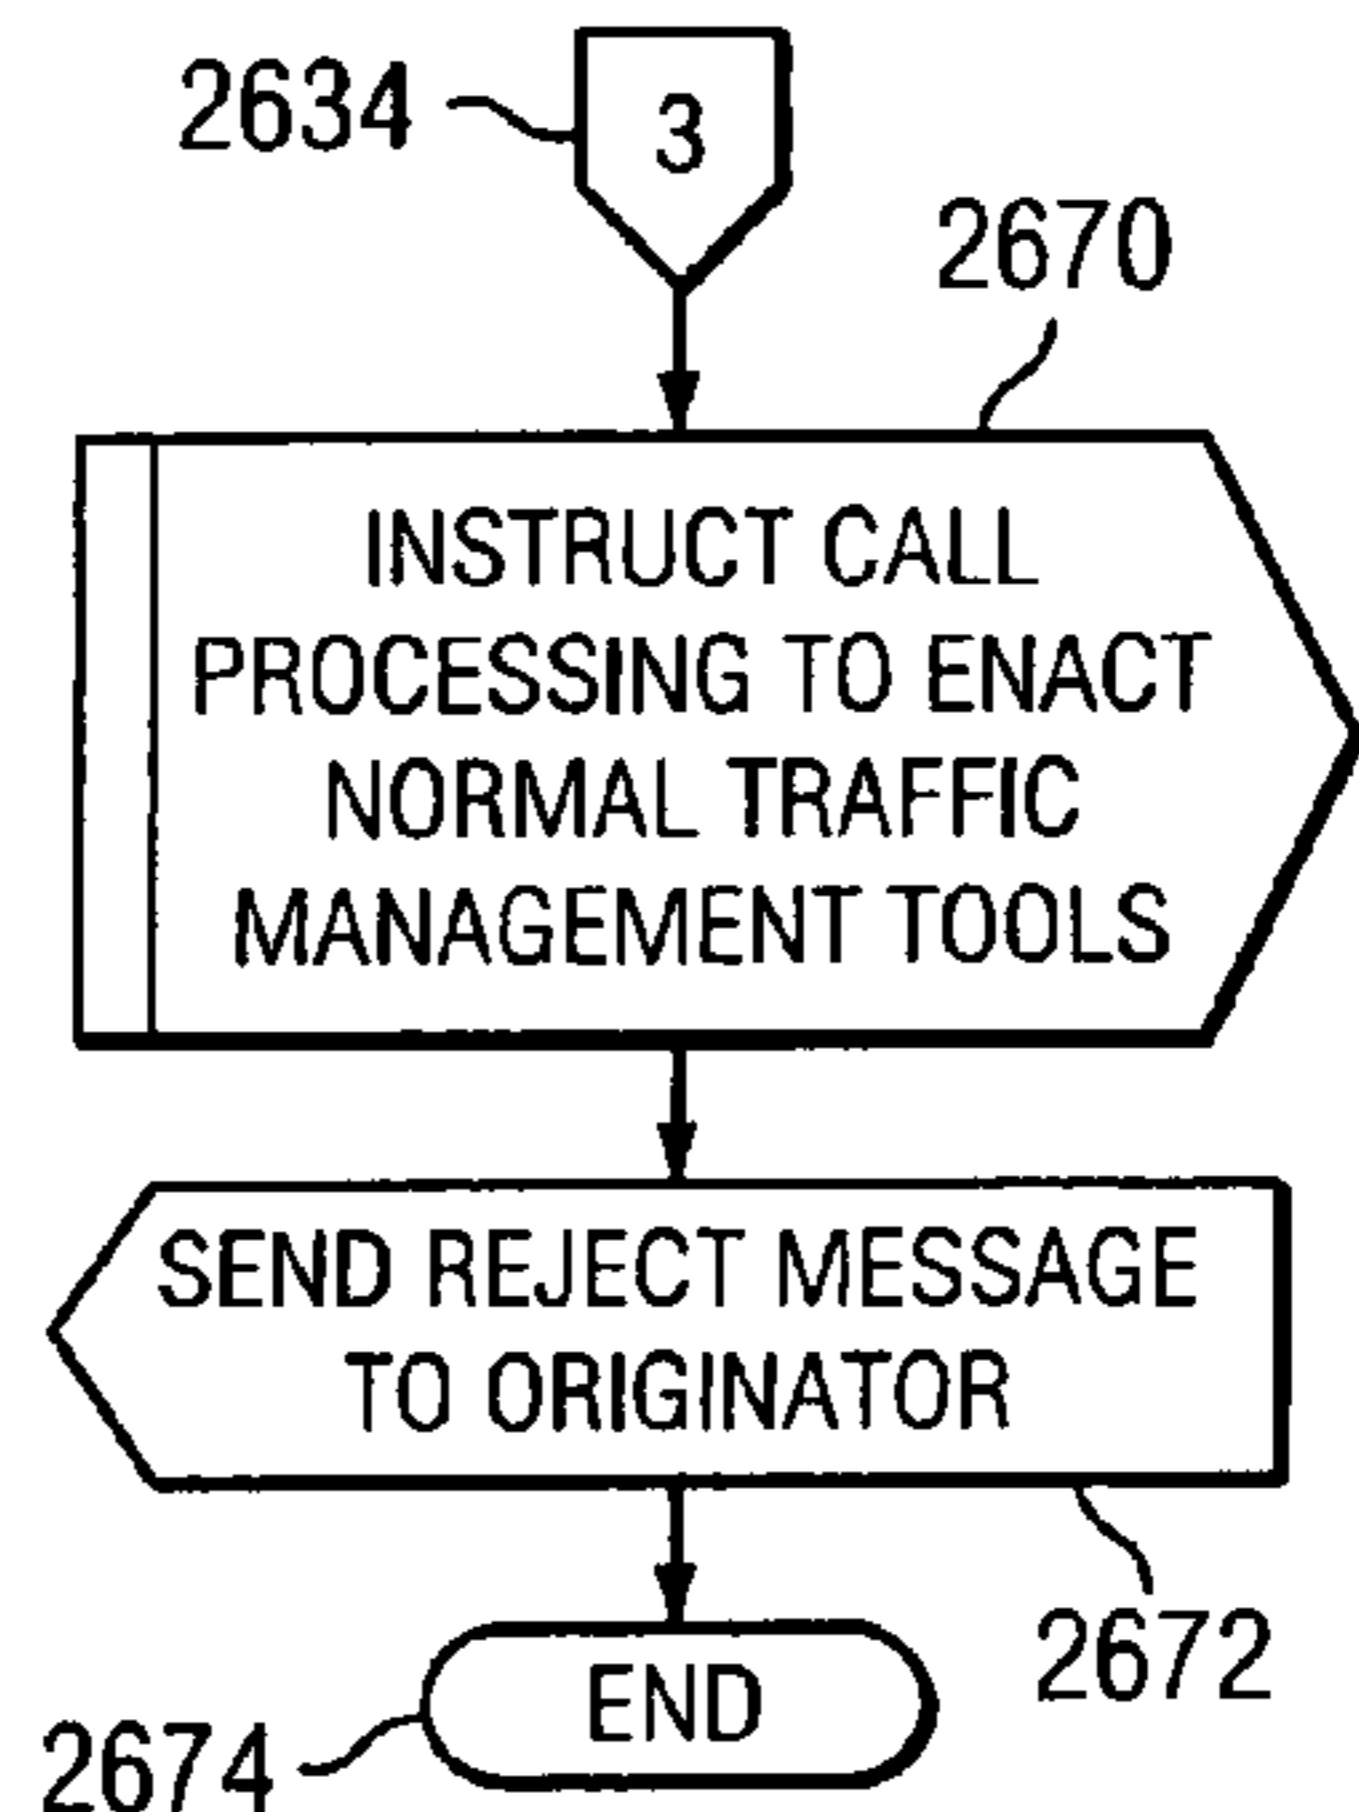 2634
3
2670
INSTRUCT CALL
PROCESSING TO ENACT
NORMAL TRAFFIC
MANAGEMENT TOOLS
SEND REJECT MESSAGE
TO ORIGINATOR
2672
END
2674